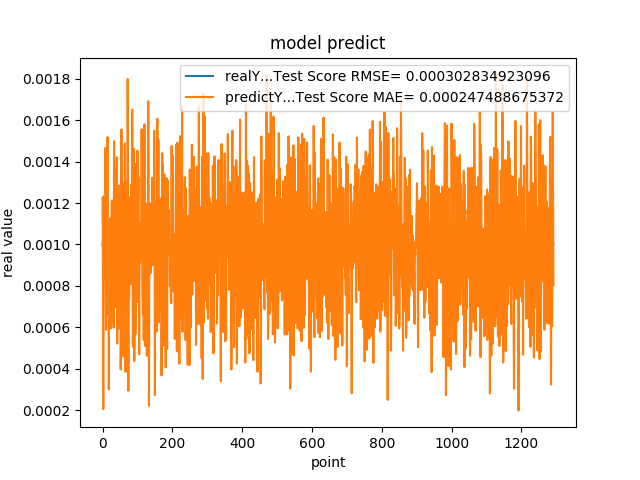 model predict
realY...Test Score RMSE= 0.000302834923096
predictY...Test Score MAE= 0.000247488675372
0.0018
0.0016
0.0014
0.0012
0.0010
0.0008
0.0006
0.0004
0.0002
real value
0 200 400 600 800 1000 1200
point